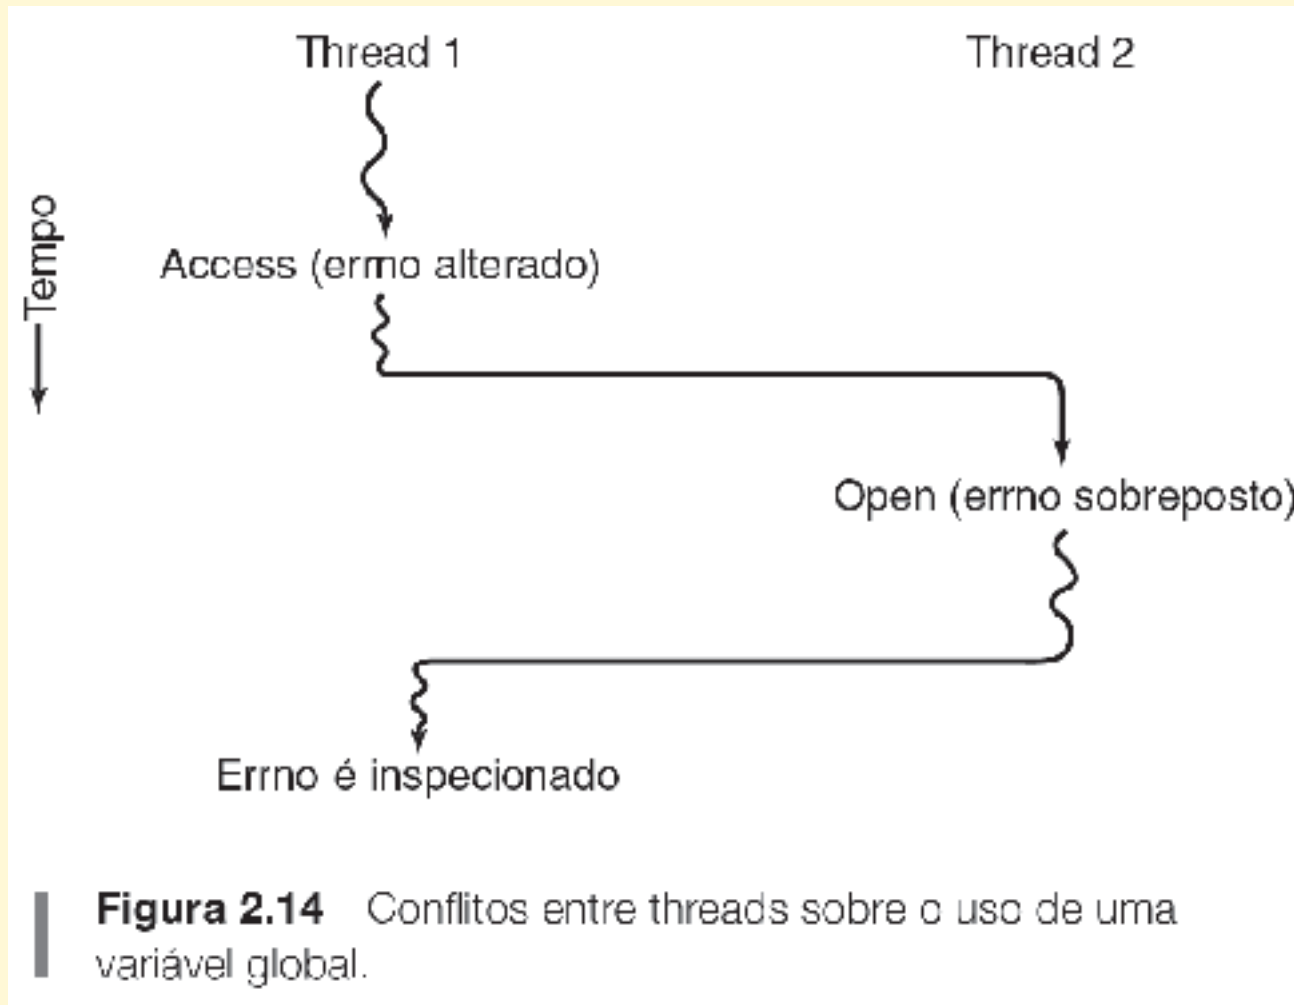 Thread 1
Thread 2
Tempo
Access (errno alterado)
Open (errno sobreposto)
Errno é inspecionado
Figura 2.14 Conflitos entre threads sobre o uso de uma
variável global.